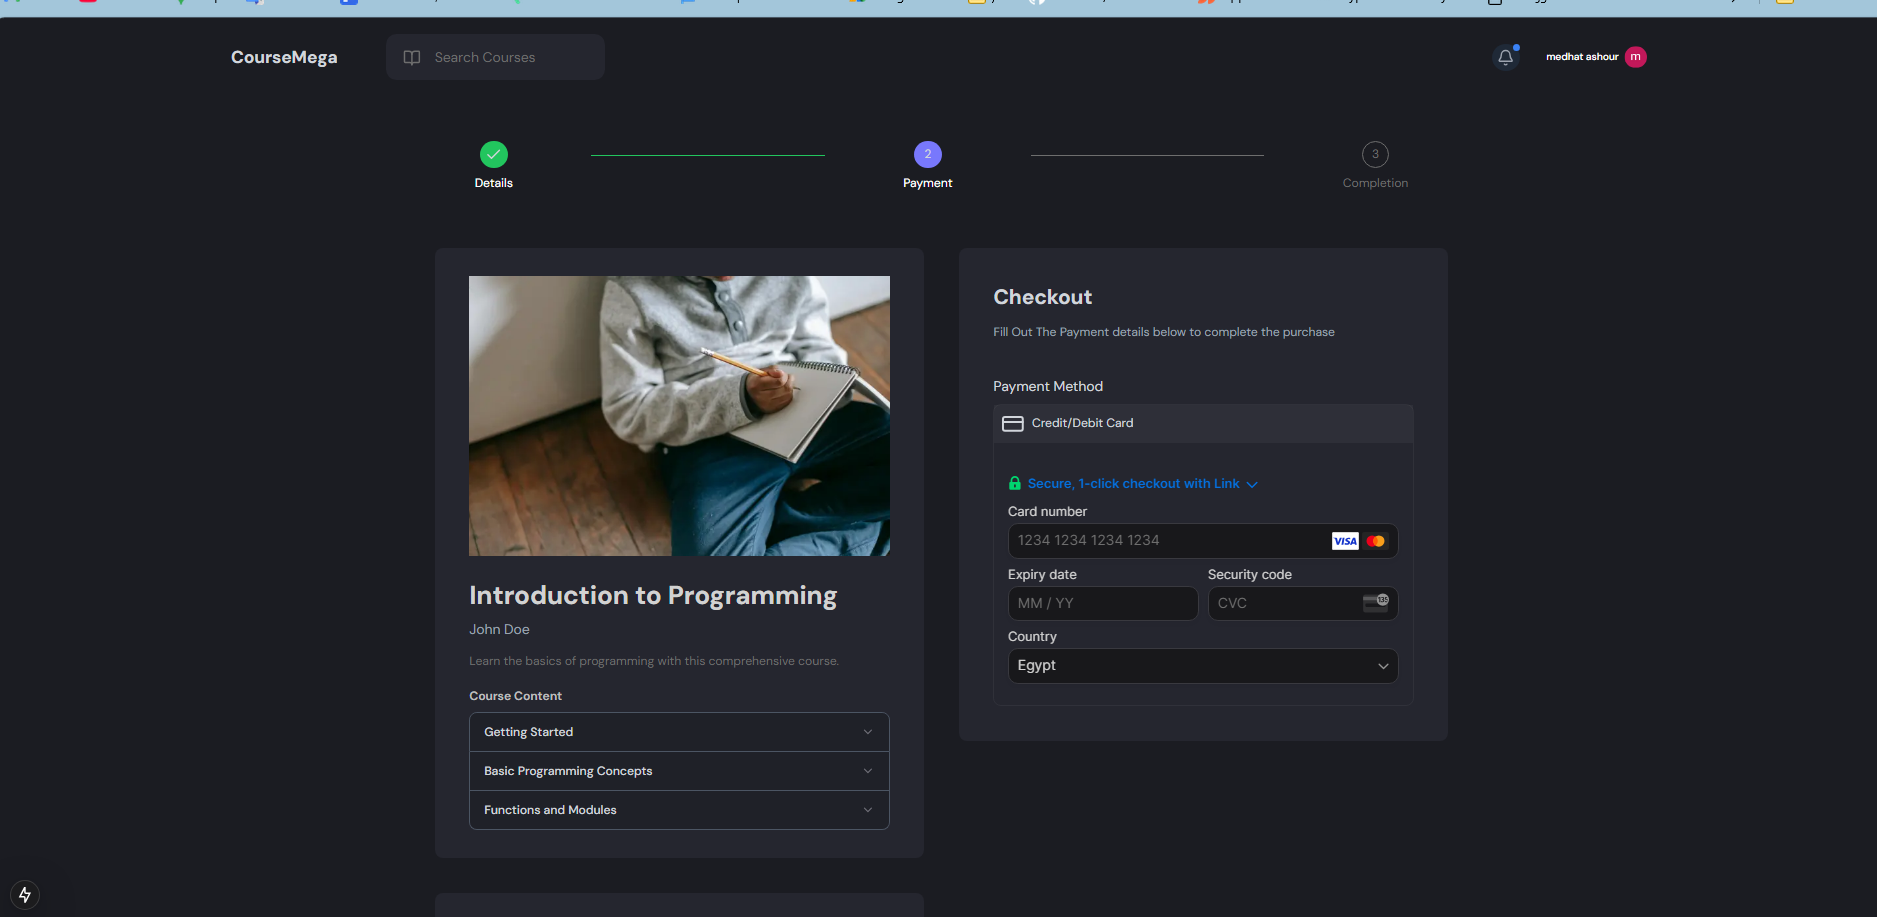 CourseMega
Search Courses
medhat ashour
m
2
3
Details
Payment
Completion
Introduction to Programming
John Doe
Learn the basics of programming with this comprehensive course.
Course Content
Getting Started
Basic Programming Concepts
Functions and Modules
Checkout
Fill Out The Payment details below to complete the purchase
Payment Method
Credit/Debit Card
Secure, 1-click checkout with Link
Card number
1234 1234 1234 1234
VISA
Expiry date
Security code
MM / YY
CVC
Country
Egypt